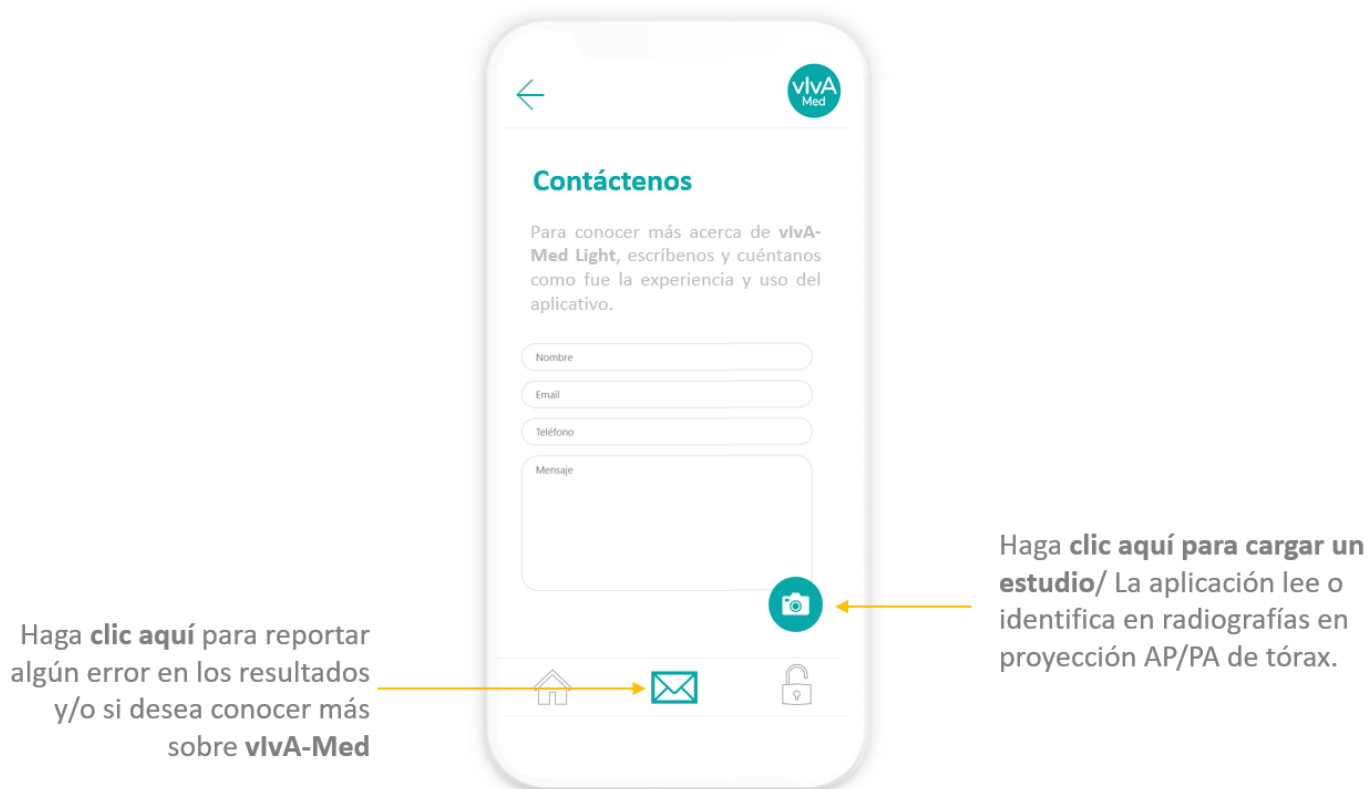 vIvA
Med
Contáctenos
Para conocer más acerca de vIvA-
Med Light, escríbenos y cuéntanos
como fue la experiencia y uso del
aplicativo.
Nombre
Email
Teléfono
Mensaje
Haga clic aquí para cargar un
estudio/ La aplicación lee o
identifica en radiografías en
proyección AP/PA de tórax.
Haga clic aquí para reportar
algún error en los resultados
y/o si desea conocer más
sobre vIvA-Med